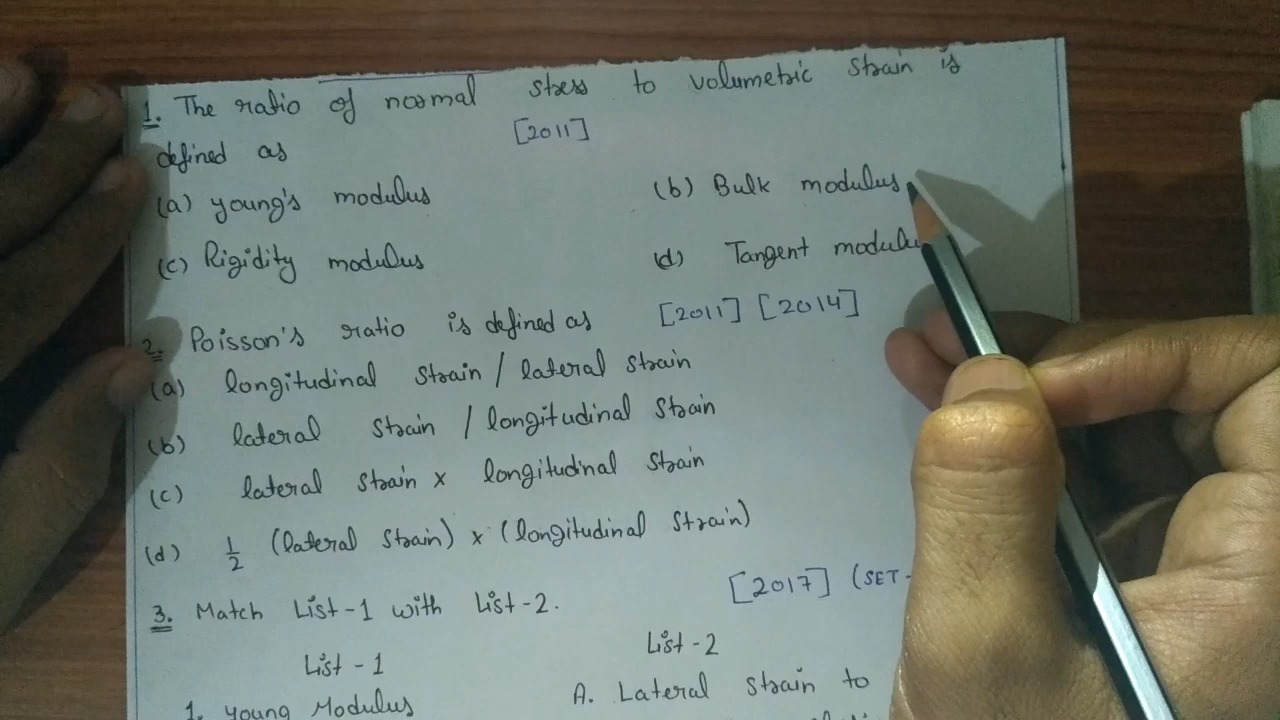 1. The ratio of normal stress to volumetric strain is
defined as [2011]
(a) young's modulus (b) Bulk modulus
(c) Rigidity modulus (d) Tangent modulu
2. Poisson's ratio is defined as [2011] [2014]
(a) longitudinal strain / lateral strain
(b) lateral strain / longitudinal strain
(c) lateral strain x longitudinal strain
(d) 1/2 (lateral strain) x (longitudinal strain)
3. Match List-1 with List-2. [2017] (SET-
List-1 List-2
1. young Modulus A. Lateral strain to